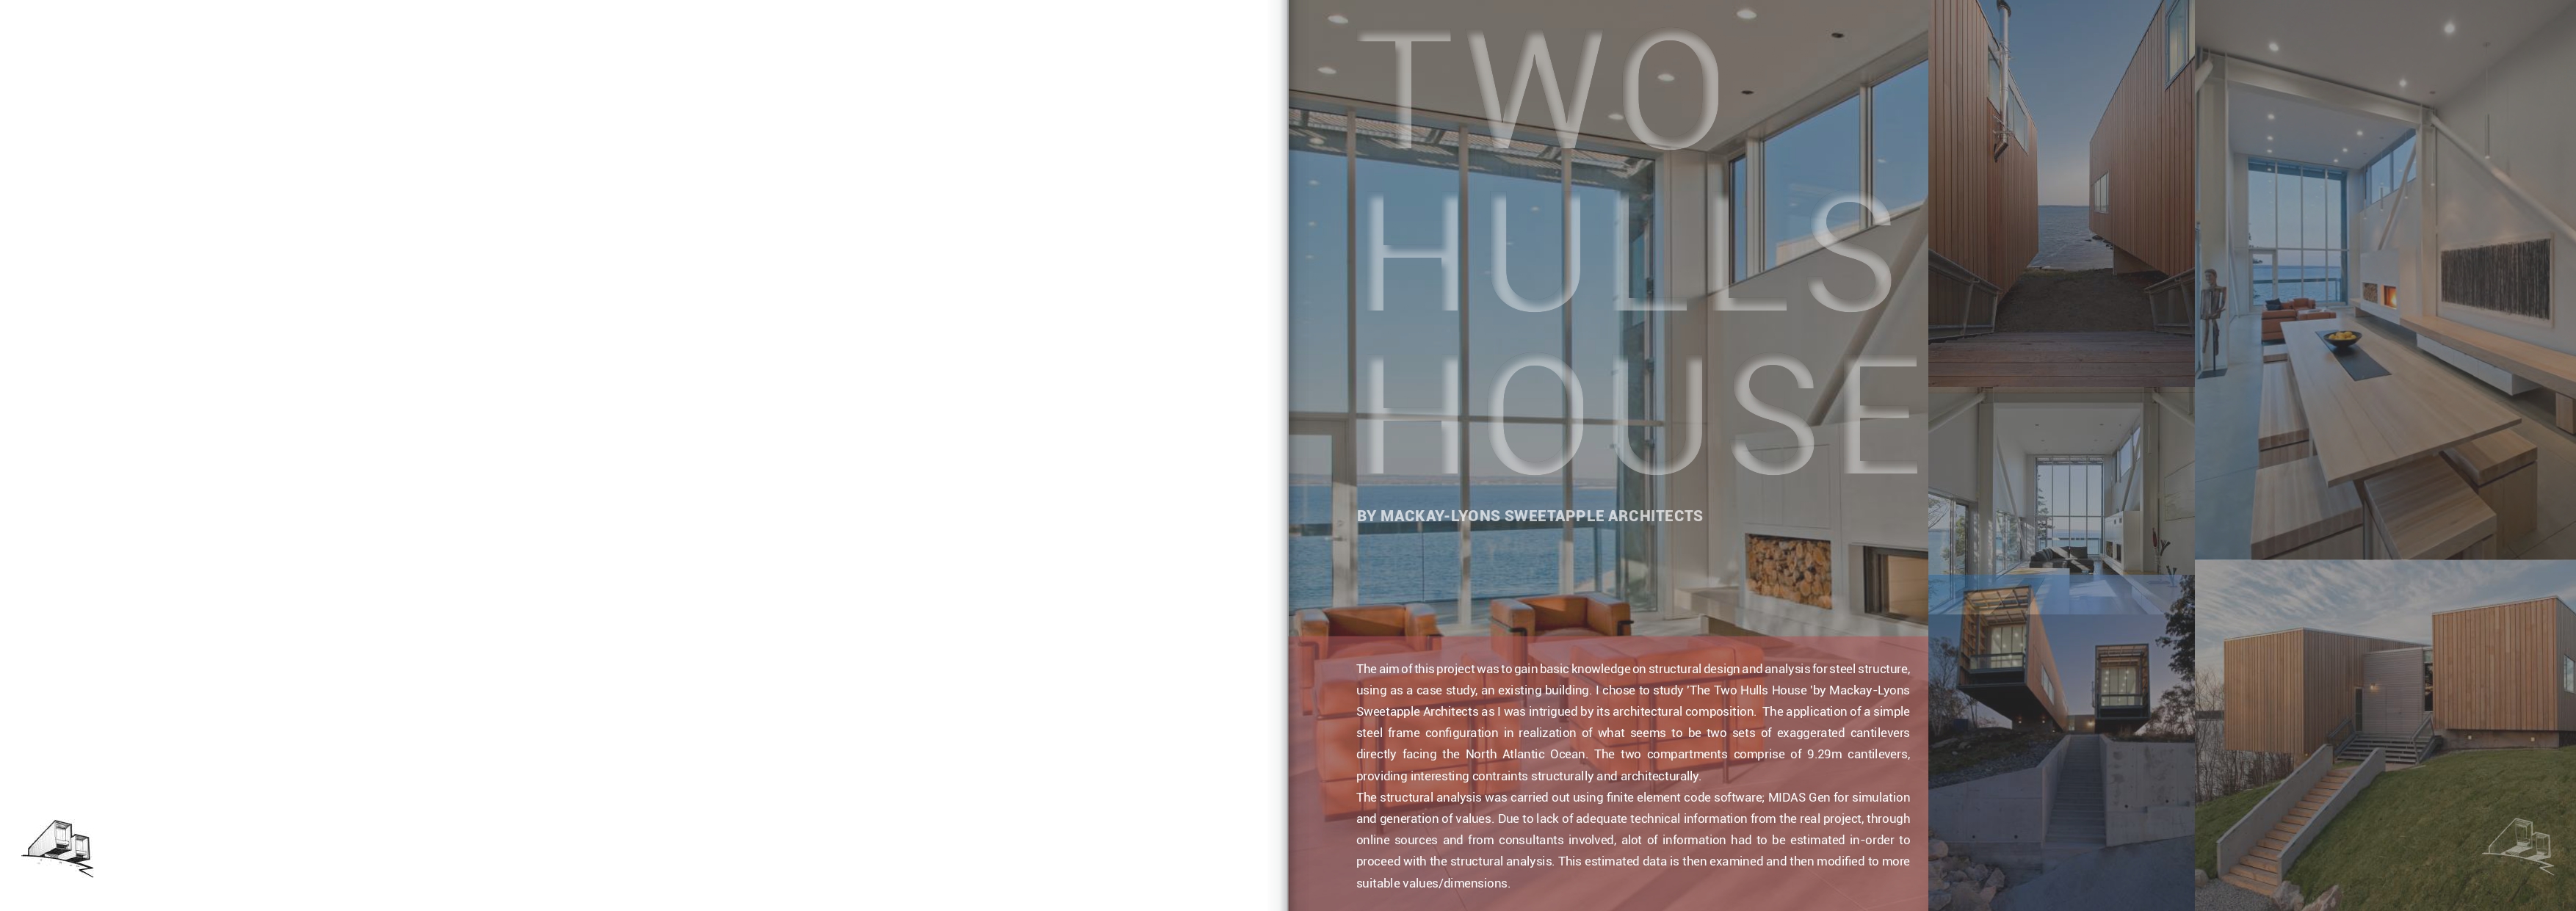 TWO
HULLS
HOUSE
BY MACKAY-LYONS SWEETAPPLE ARCHITECTS
The aim of this project was to gain basic knowledge on structural design and analysis for steel structure,
using as a case study, an existing building. I chose to study 'The Two Hulls House 'by Mackay-Lyons
Sweetapple Architects as I was intrigued by its architectural composition. The application of a simple
steel frame configuration in realization of what seems to be two sets of exaggerated cantilevers
directly facing the North Atlantic Ocean. The two compartments comprise of 9.29m cantilevers,
providing interesting contraints structurally and architecturally.
The structural analysis was carried out using finite element code software; MIDAS Gen for simulation
and generation of values. Due to lack of adequate technical information from the real project, through
online sources and from consultants involved, alot of information had to be estimated in-order to
proceed with the structural analysis. This estimated data is then examined and then modified to more
suitable values/dimensions.